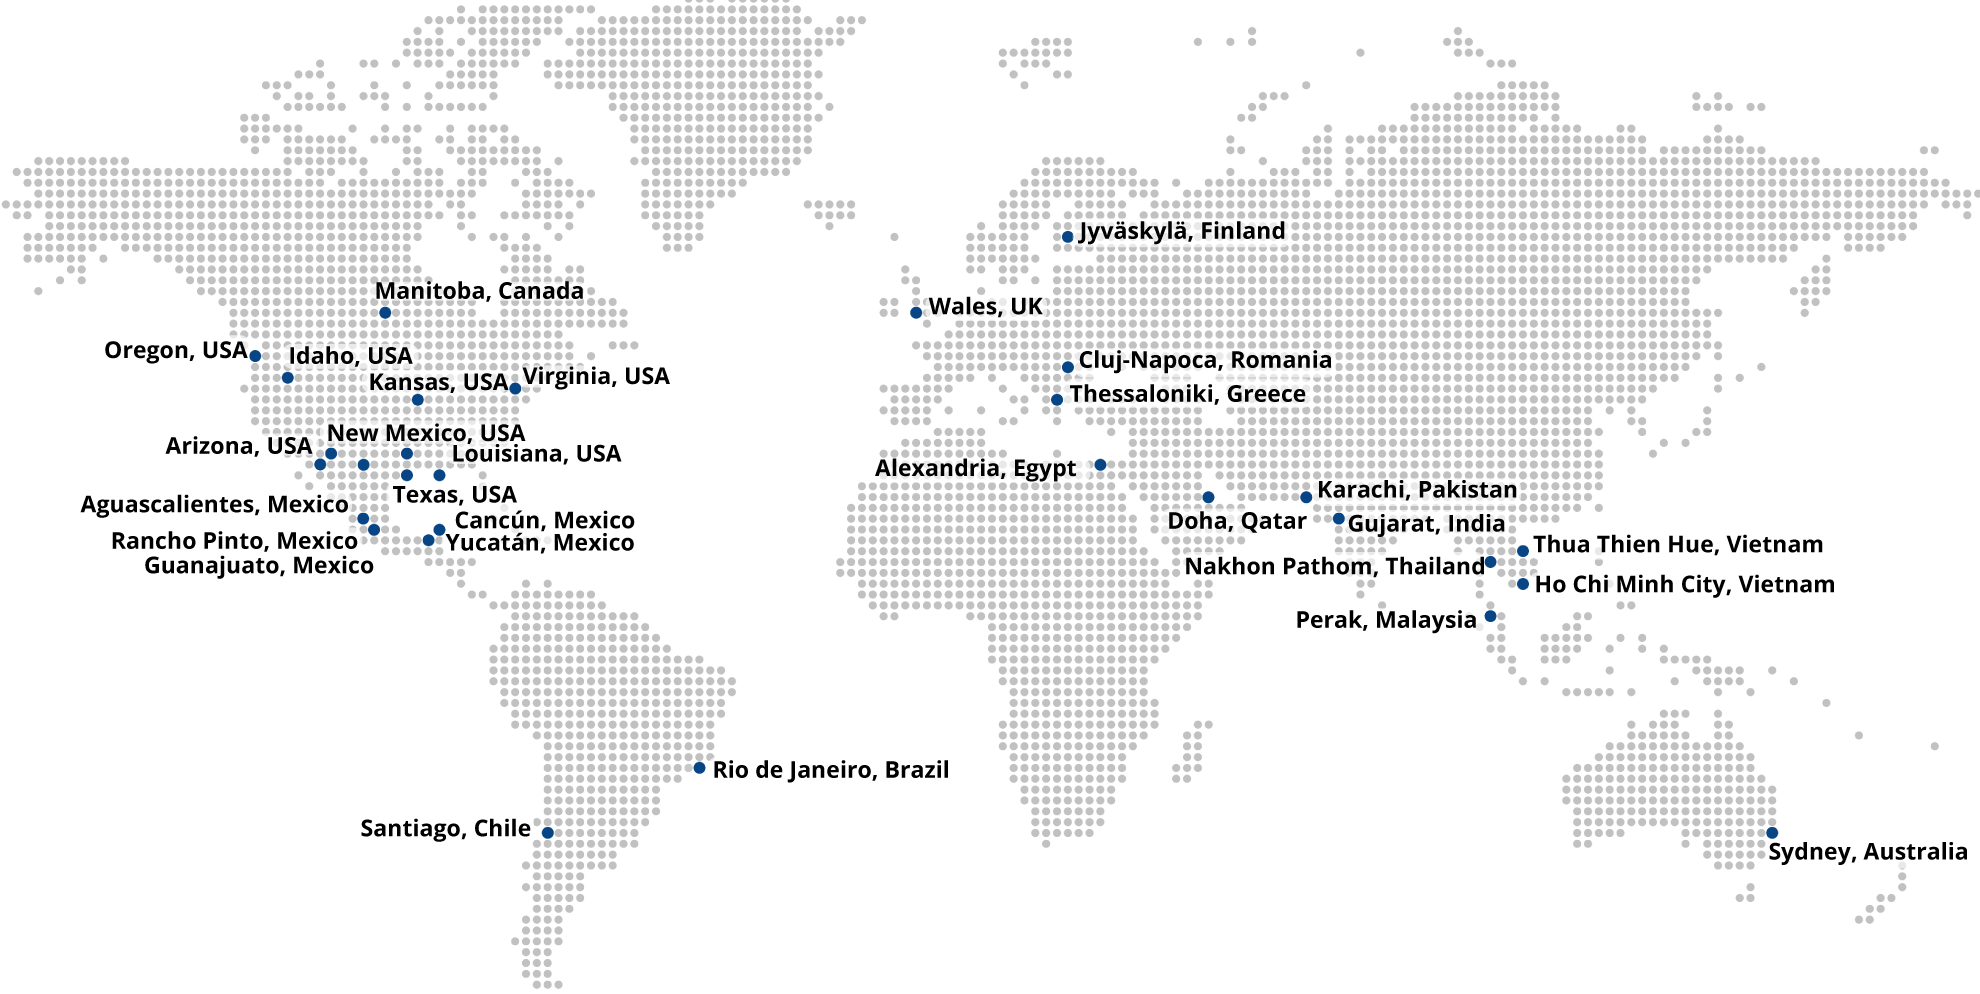 Jyväskylä, Finland
Manitoba, Canada
Wales, UK
Oregon, USA
Idaho, USA
Cluj-Napoca, Romania
Kansas, USA
Virginia, USA
Thessaloniki, Greece
New Mexico, USA
Arizona, USA
Louisiana, USA
Alexandria, Egypt
Texas, USA
Karachi, Pakistan
Aguascalientes, Mexico
Cancún, Mexico
Doha, Qatar
Gujarat, India
Rancho Pinto, Mexico
Yucatán, Mexico
Thua Thien Hue, Vietnam
Guanajuato, Mexico
Nakhon Pathom, Thailand
Ho Chi Minh City, Vietnam
Perak, Malaysia
Rio de Janeiro, Brazil
Santiago, Chile
Sydney, Australia